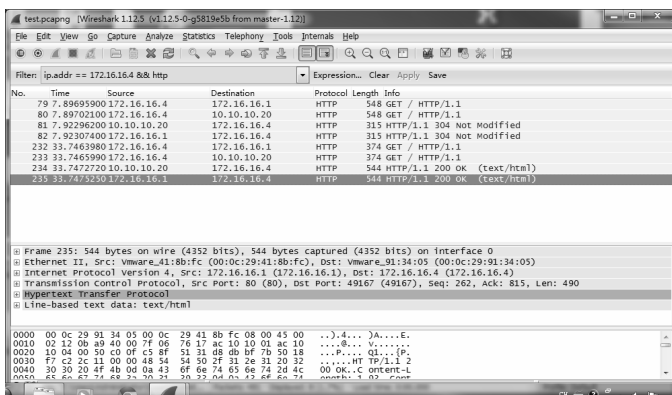 test.pcapng [Wireshark 1.12.5 (v1.12.5-0-g5819e5b from master-1.12)]
File Edit View Go Capture Analyze Statistics Telephony Tools Internals Help
Filter: ip.addr == 172.16.16.4 && http Expression... Clear Apply Save
No. Time Source Destination Protocol Length Info
79 7.89695900 172.16.16.4 172.16.16.1 HTTP 548 GET / HTTP/1.1
80 7.89702100 172.16.16.4 10.10.10.20 HTTP 548 GET / HTTP/1.1
81 7.92296200 10.10.10.20 172.16.16.4 HTTP 315 HTTP/1.1 304 Not Modified
82 7.92307400 172.16.16.1 172.16.16.4 HTTP 315 HTTP/1.1 304 Not Modified
232 33.7463980 172.16.16.4 172.16.16.1 HTTP 374 GET / HTTP/1.1
233 33.7465990 172.16.16.4 10.10.10.20 HTTP 374 GET / HTTP/1.1
234 33.7472720 10.10.10.20 172.16.16.4 HTTP 544 HTTP/1.1 200 OK (text/html)
235 33.7475250 172.16.16.1 172.16.16.4 HTTP 544 HTTP/1.1 200 OK (text/html)
Frame 235: 544 bytes on wire (4352 bits), 544 bytes captured (4352 bits) on interface 0
Ethernet II, Src: Vmware_41:8b:fc (00:0c:29:41:8b:fc), Dst: Vmware_91:34:05 (00:0c:29:91:34:05)
Internet Protocol Version 4, Src: 172.16.16.1 (172.16.16.1), Dst: 172.16.16.4 (172.16.16.4)
Transmission Control Protocol, Src Port: 80 (80), Dst Port: 49167 (49167), Seq: 262, Ack: 815, Len: 490
Hypertext Transfer Protocol
Line-based text data: text/html
0000 00 0c 29 91 34 05 00 0c 29 41 8b fc 08 00 45 00 ..).4... )A....E.
0010 02 12 0b a9 40 00 7f 06 76 17 ac 10 10 01 ac 10 ....@... v.......
0020 10 04 00 50 c0 0f c5 8f 51 31 d8 db bf 7b 50 18 ...P.... Q1...{P.
0030 f7 c2 2c 11 00 00 48 54 54 50 2f 31 2e 31 20 32 ..,...HT TP/1.1 2
0040 30 30 20 4f 4b 0d 0a 43 6f 6e 74 65 6e 74 2d 4c 00 OK..C ontent-L